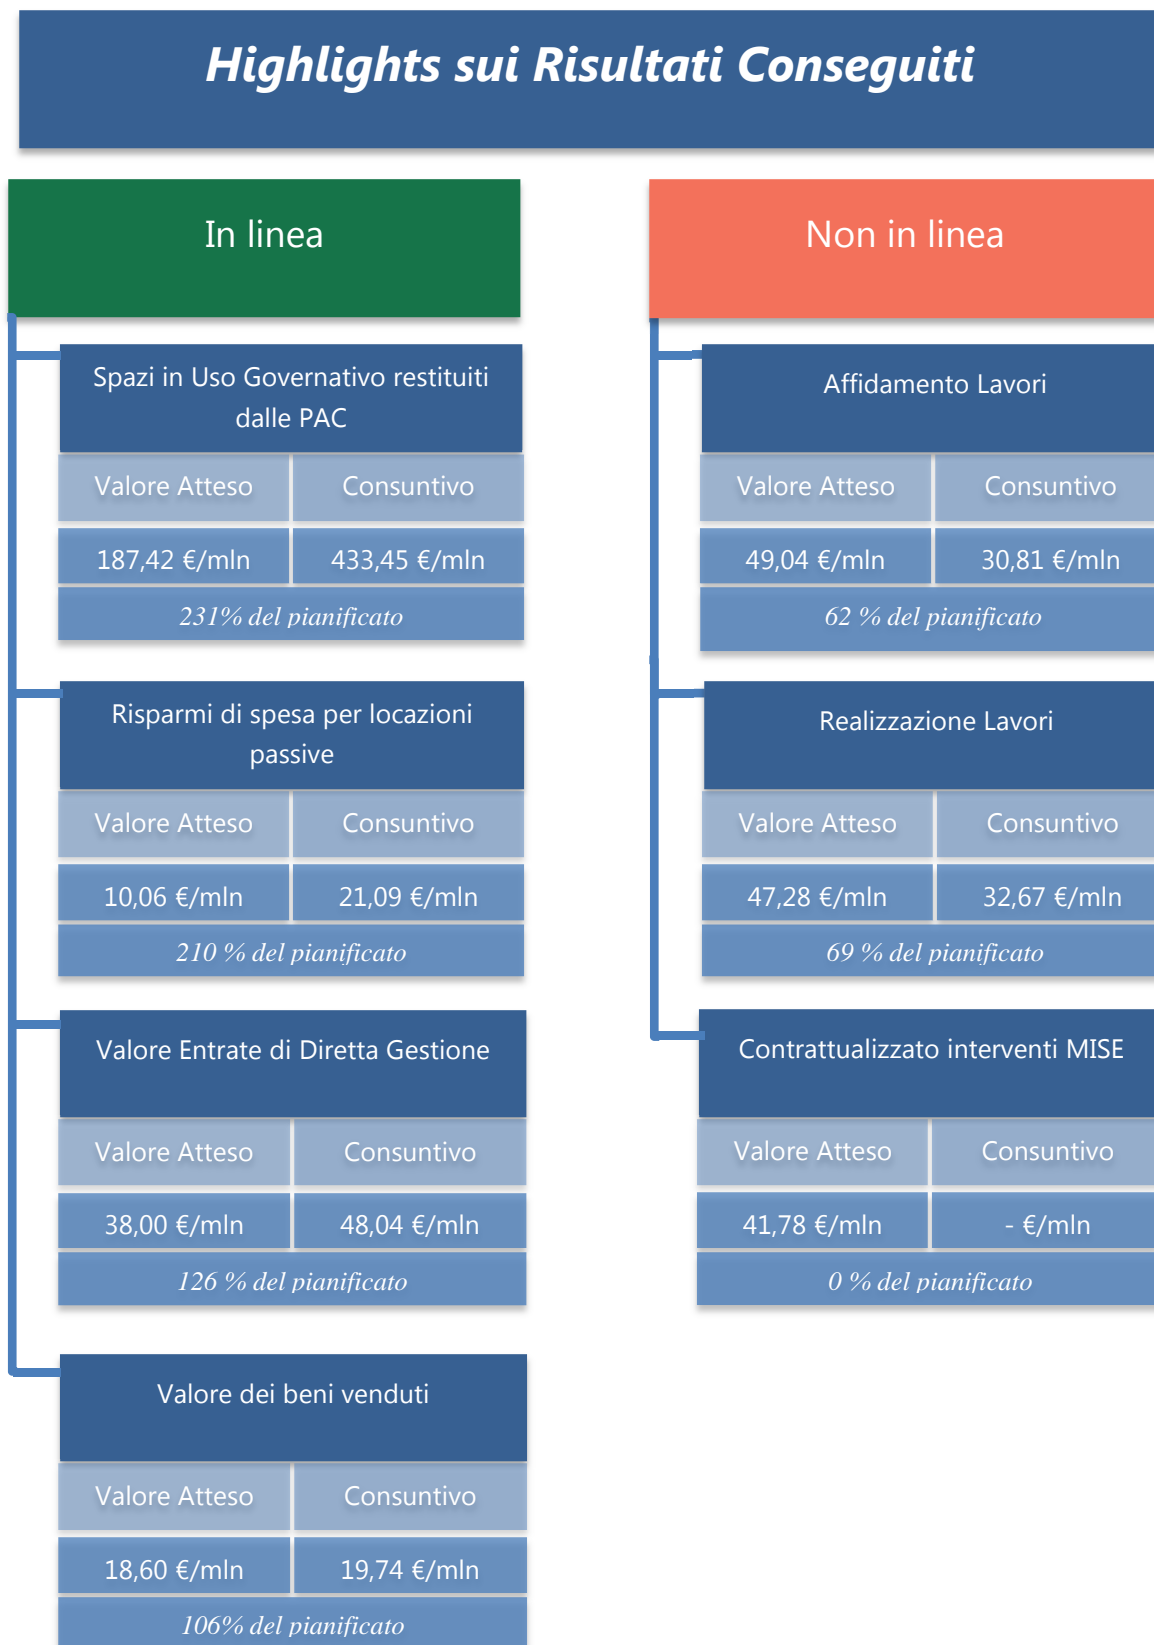 Highlights sui Risultati Conseguiti
In linea
Spazi in Uso Governativo restituiti
dalle PAC
Valore Atteso Consuntivo
187,42 €/mln 433,45 €/mln
231% del pianificato
Risparmi di spesa per locazioni
passive
Valore Atteso Consuntivo
10,06 €/mln 21,09 €/mln
210 % del pianificato
Valore Entrate di Diretta Gestione
Valore Atteso Consuntivo
38,00 €/mln 48,04 €/mln
126 % del pianificato
Valore dei beni venduti
Valore Atteso Consuntivo
18,60 €/mln 19,74 €/mln
106% del pianificato
Non in linea
Affidamento Lavori
Valore Atteso Consuntivo
49,04 €/mln 30,81 €/mln
62 % del pianificato
Realizzazione Lavori
Valore Atteso Consuntivo
47,28 €/mln 32,67 €/mln
69 % del pianificato
Contrattualizzato interventi MISE
Valore Atteso Consuntivo
41,78 €/mln - €/mln
0 % del pianificato